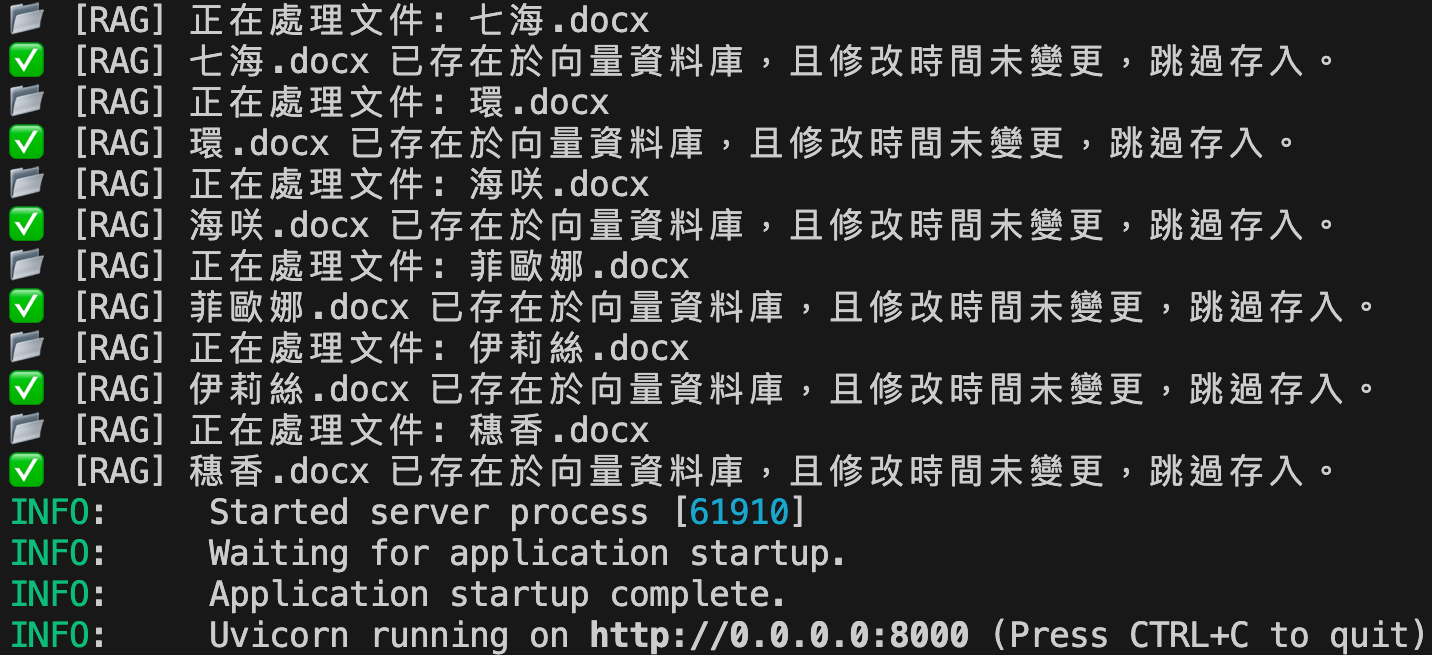 📂 [RAG] 正在處理文件: 七海.docx
✅ [RAG] 七海.docx 已存在於向量資料庫，且修改時間未變更，跳過存入。
📂 [RAG] 正在處理文件: 環.docx
✅ [RAG] 環.docx 已存在於向量資料庫，且修改時間未變更，跳過存入。
📂 [RAG] 正在處理文件: 海咲.docx
✅ [RAG] 海咲.docx 已存在於向量資料庫，且修改時間未變更，跳過存入。
📂 [RAG] 正在處理文件: 菲歐娜.docx
✅ [RAG] 菲歐娜.docx 已存在於向量資料庫，且修改時間未變更，跳過存入。
📂 [RAG] 正在處理文件: 伊莉絲.docx
✅ [RAG] 伊莉絲.docx 已存在於向量資料庫，且修改時間未變更，跳過存入。
📂 [RAG] 正在處理文件: 穗香.docx
✅ [RAG] 穗香.docx 已存在於向量資料庫，且修改時間未變更，跳過存入。
INFO:     Started server process [61910]
INFO:     Waiting for application startup.
INFO:     Application startup complete.
INFO:     Uvicorn running on http://0.0.0.0:8000 (Press CTRL+C to quit)